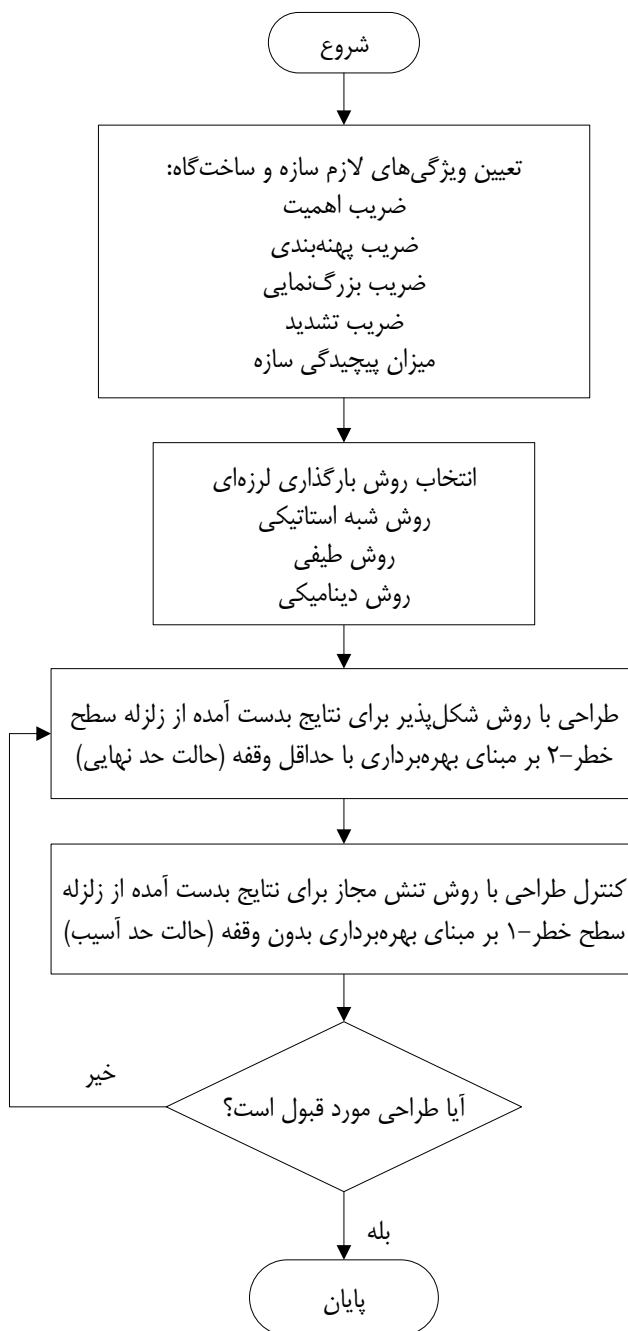 شروع
تعیین ویژگی‌های لازم سازه و ساخت‌گاه:
ضریب اهمیت
ضریب پهنه‌بندی
ضریب بزرگ‌نمایی
ضریب تشدید
میزان پیچیدگی سازه
انتخاب روش بارگذاری لرزه‌ای
روش شبه استاتیکی
روش طیفی
روش دینامیکی
طراحی با روش شکل‌پذیر برای نتایج بدست آمده از زلزله سطح
خطر-۲ بر مبنای بهره‌برداری با حداقل وقفه (حالت حد نهایی)
کنترل طراحی با روش تنش مجاز برای نتایج بدست آمده از زلزله
سطح خطر-۱ بر مبنای بهره‌برداری بدون وقفه (حالت حد آسیب)
خیر
آیا طراحی مورد قبول است؟
بله
پایان